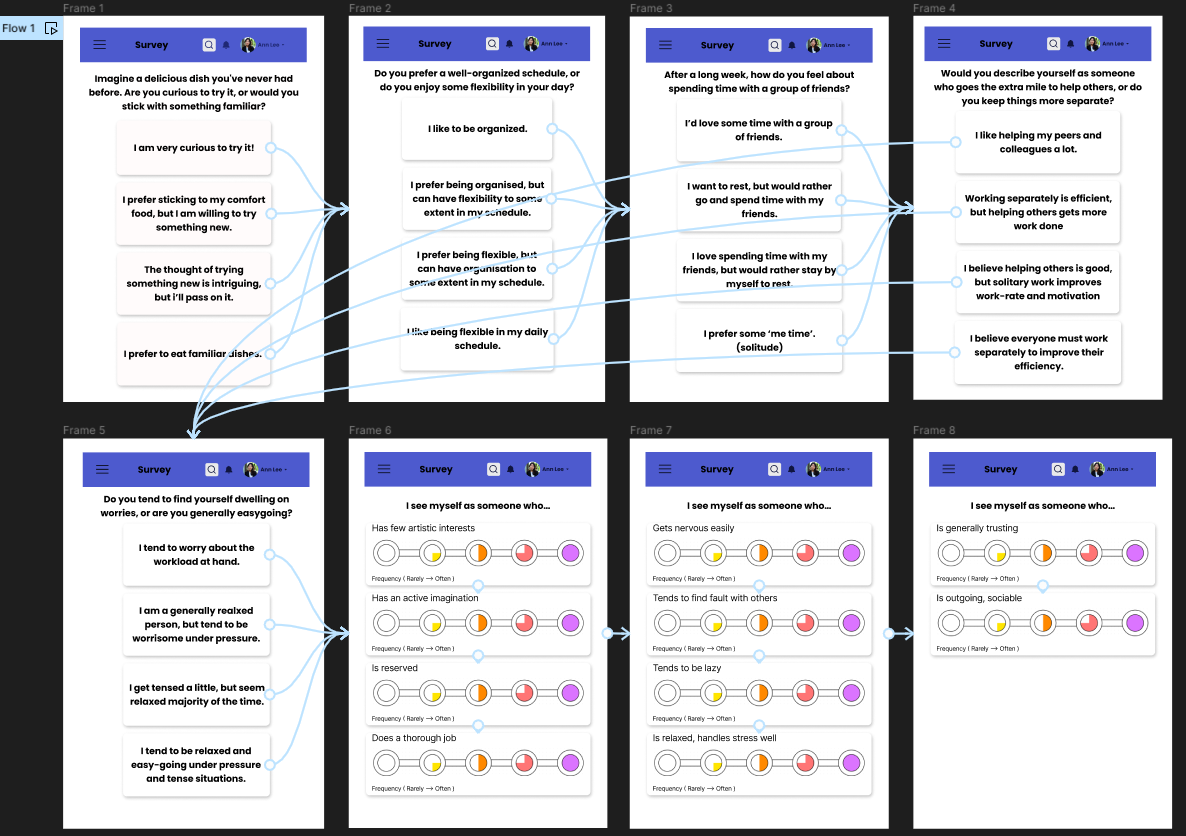 Flow 1
Frame 1
Survey
Ann Lee
Imagine a delicious dish you've never had
before. Are you curious to try it, or would you
stick with something familiar?
I am very curious to try it!
I prefer sticking to my comfort
food, but I am willing to try
something new.
The thought of trying
something new is intriguing,
but i'll pass on it.
I prefer to eat familiar dishes.
Frame 2
Survey
Ann Lee
Do you prefer a well-organized schedule, or
do you enjoy some flexibility in your day?
I like to be organized.
I prefer being organised, but
can have flexibility to some
extent in my schedule.
I prefer being flexible, but
can have organisation to
some extent in my schedule.
I like being flexible in my daily
schedule.
Frame 3
Survey
Ann Lee
After a long week, how do you feel about
spending time with a group of friends?
I'd love some time with a group
of friends.
I want to rest, but would rather
go and spend time with my
friends.
I love spending time with my
friends, but would rather stay by
myself to rest.
I prefer some 'me time'.
(solitude)
Frame 4
Survey
Ann Lee
Would you describe yourself as someone
who goes the extra mile to help others, or do
you keep things more separate?
I like helping my peers and
colleagues a lot.
Working separately is efficient,
but helping others gets more
work done
I believe helping others is good,
but solitary work improves
work-rate and motivation
I believe everyone must work
separately to improve their
efficiency.
Frame 5
Survey
Ann Lee
Do you tend to find yourself dwelling on
worries, or are you generally easygoing?
I tend to worry about the
workload at hand.
I am a generally realxed
person, but tend to be
worrisome under pressure.
I get tensed a little, but seem
relaxed majority of the time.
I tend to be relaxed and
easy-going under pressure
and tense situations.
Frame 6
Survey
Ann Lee
I see myself as someone who...
Has few artistic interests
Frequency ( Rarely → Often )
Has an active imagination
Frequency ( Rarely → Often )
Is reserved
Frequency ( Rarely → Often )
Does a thorough job
Frequency ( Rarely → Often )
Frame 7
Survey
Ann Lee
I see myself as someone who...
Gets nervous easily
Frequency ( Rarely → Often )
Tends to find fault with others
Frequency ( Rarely → Often )
Tends to be lazy
Frequency ( Rarely → Often )
Is relaxed, handles stress well
Frequency ( Rarely → Often )
Frame 8
Survey
Ann Lee
I see myself as someone who...
Is generally trusting
Frequency ( Rarely → Often )
Is outgoing, sociable
Frequency ( Rarely → Often )